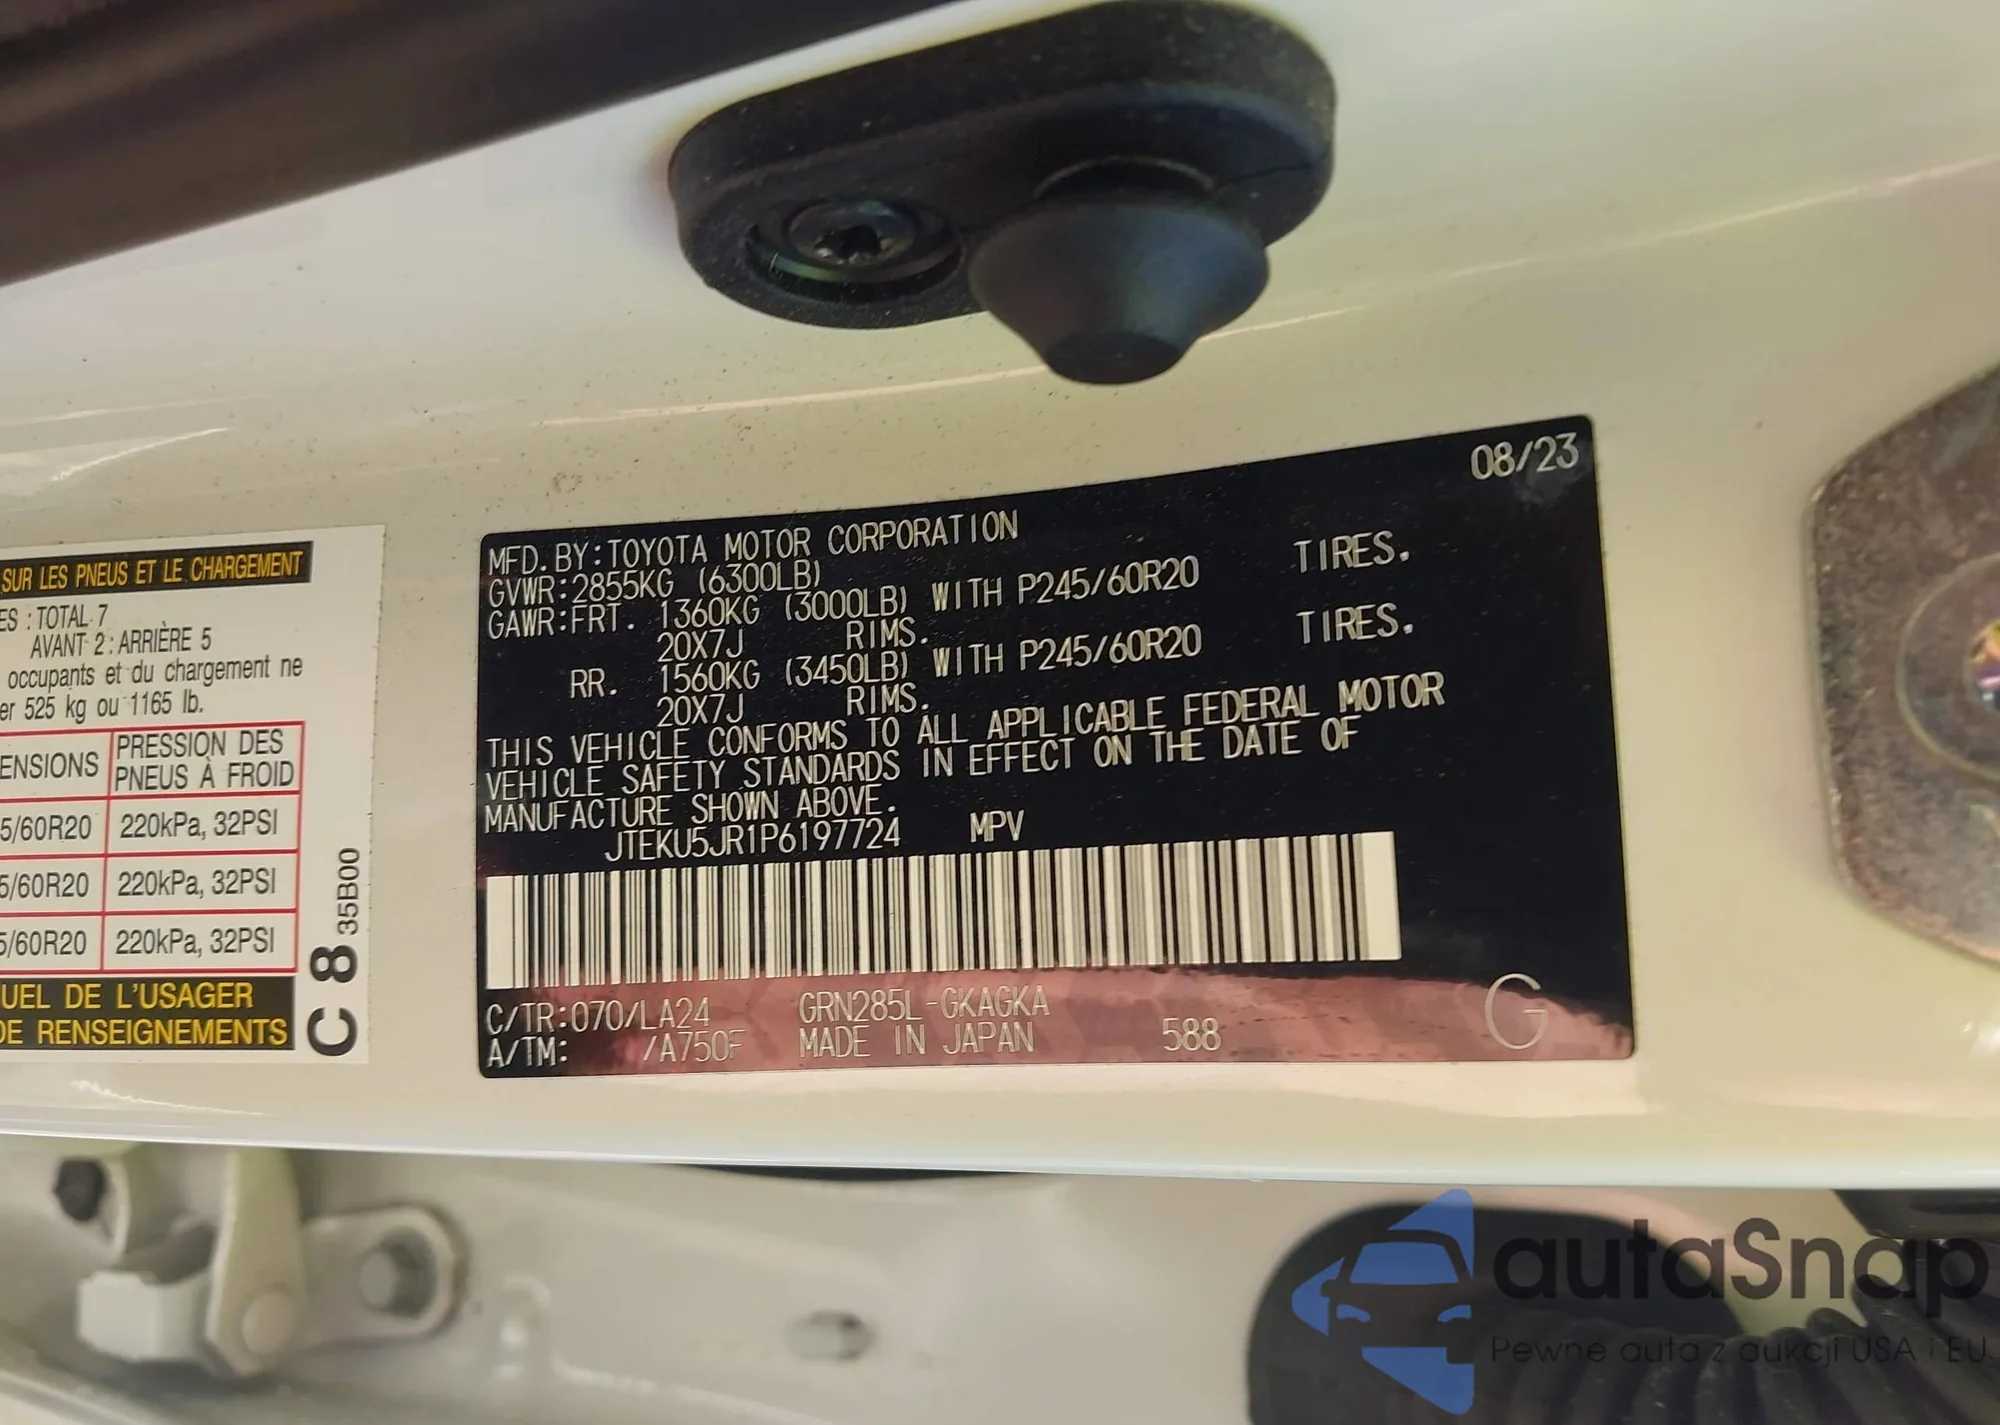 SUR LES PNEUS ET LE CHARGEMENT
ES : TOTAL 7
AVANT 2 : ARRIÈRE 5
occupants et du chargement ne
er 525 kg ou 1165 lb.
ENSIONS PRESSION DES PNEUS À FROID
5/60R20 220kPa, 32PSI
5/60R20 220kPa, 32PSI
5/60R20 220kPa, 32PSI
UEL DE L'USAGER
DE RENSEIGNEMENTS
C 8 35B00
08/23
MFD. BY:TOYOTA MOTOR CORPORATION
GVWR:2855KG (6300LB)
GAWR:FRT. 1360KG (3000LB) WITH P245/60R20 TIRES.
20X7J RIMS.
RR. 1560KG (3450LB) WITH P245/60R20 TIRES.
20X7J RIMS.
THIS VEHICLE CONFORMS TO ALL APPLICABLE FEDERAL MOTOR
VEHICLE SAFETY STANDARDS IN EFFECT ON THE DATE OF
MANUFACTURE SHOWN ABOVE.
JTEKU5JR1P6197724 MPV
C/TR:070/LA24 GRN285L-GKAGKA
A/TM: /A750F MADE IN JAPAN 588 G
autaSnap
Pewne auta z aukcji USA i EU